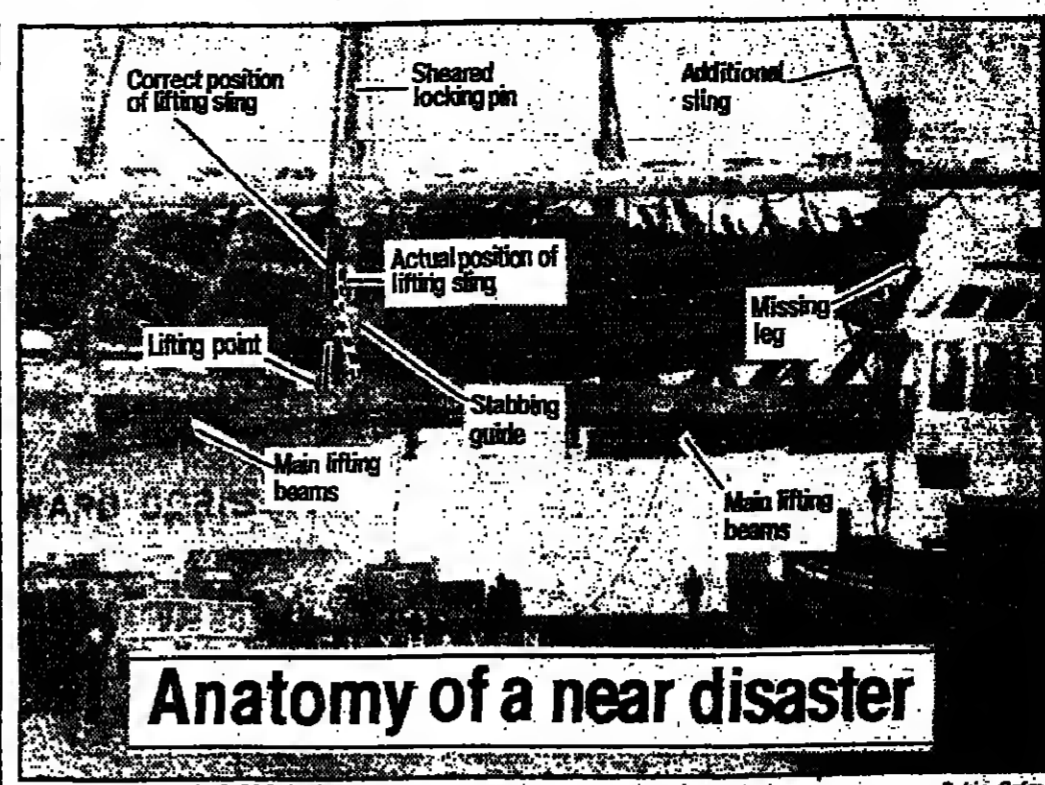 Correct position
of lifting sling
Sheared
locking pin
Additional
sling
Actual position of
lifting sling
Missing
leg
Lifting point
Stabbing
guide
Main lifting
beams
Main lifting
beams
Anatomy of a near disaster